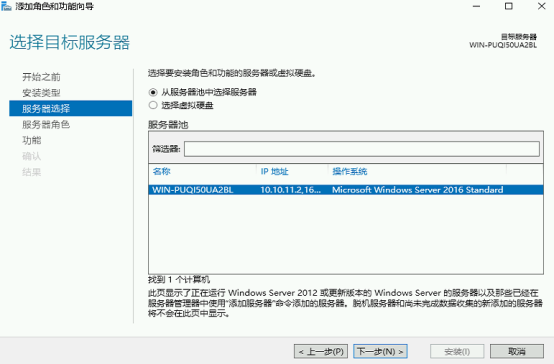 添加角色和功能向导
选择目标服务器
目标服务器
WIN-PUQI50UA2BL
开始之前
安装类型
服务器选择
服务器角色
功能
确认
结果
选择要安装角色和功能的服务器或虚拟硬盘。
从服务器池中选择服务器
选择虚拟硬盘
服务器池
筛选器:
名称 IP 地址 操作系统
WIN-PUQI50UA2BL 10.10.11.2,16... Microsoft Windows Server 2016 Standard
找到 1 个计算机
此页显示了正在运行 Windows Server 2012 或更新版本的 Windows Server 的服务器以及那些已经在
服务器管理器中使用"添加服务器"命令添加的服务器。脱机服务器和尚未完成数据收集的新添加的服务器
将不会在此页中显示。
< 上一步(P) 下一步(N) > 安装(I) 取消